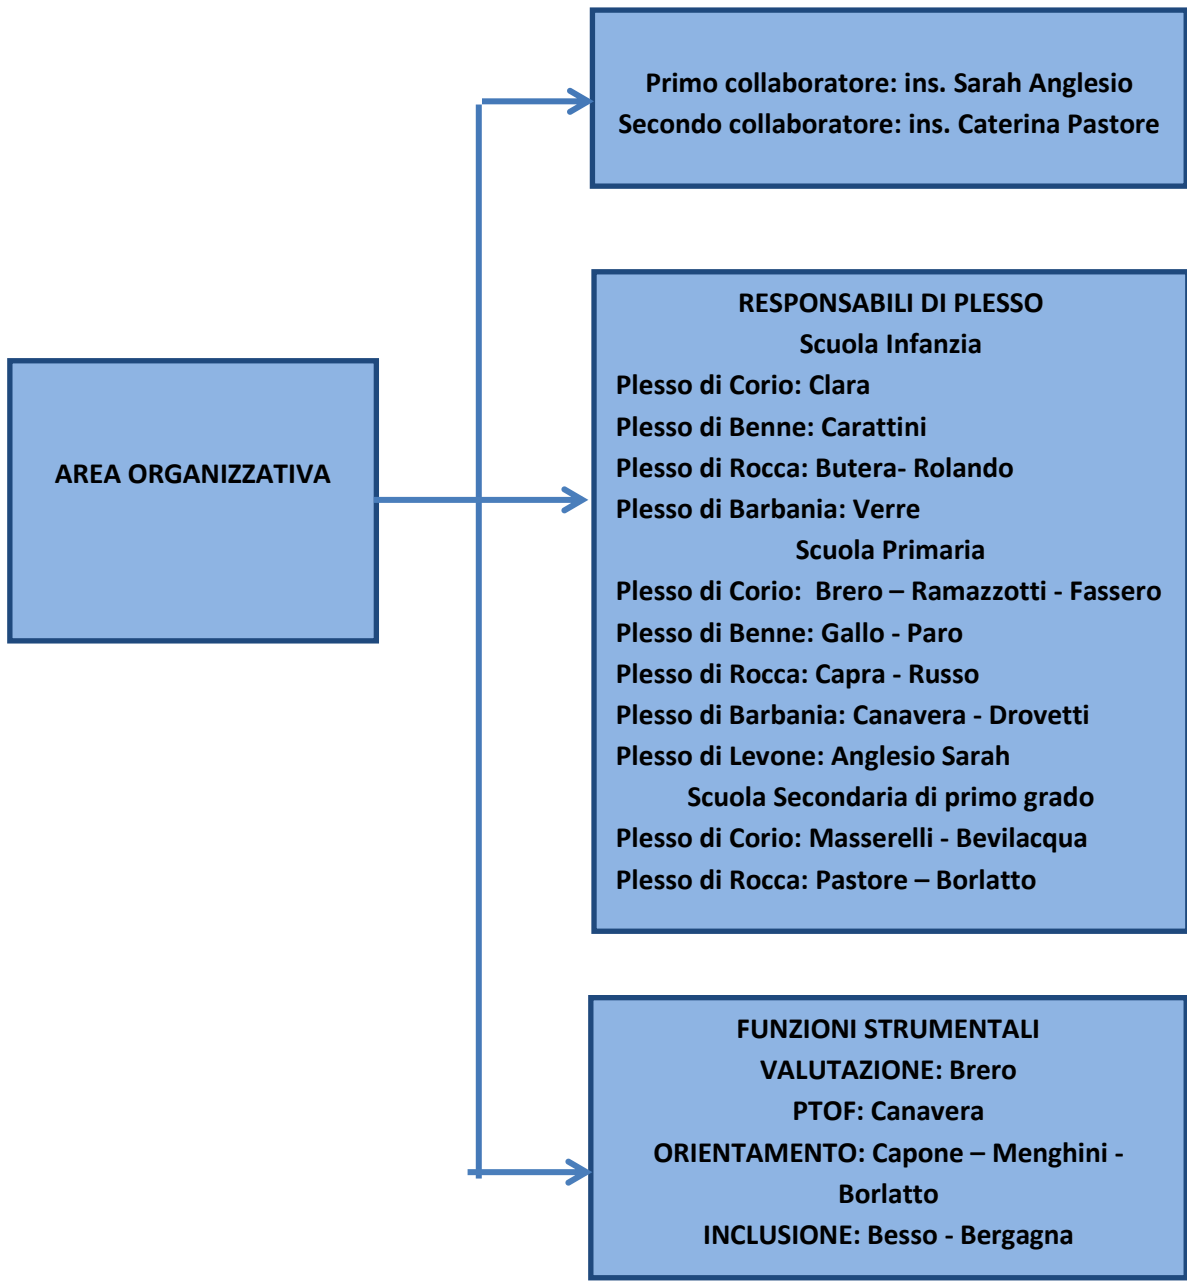 Primo collaboratore: ins. Sarah Anglesio
Secondo collaboratore: ins. Caterina Pastore
AREA ORGANIZZATIVA
RESPONSABILI DI PLESSO
Scuola Infanzia
Plesso di Corio: Clara
Plesso di Benne: Carattini
Plesso di Rocca: Butera- Rolando
Plesso di Barbania: Verre
Scuola Primaria
Plesso di Corio:  Brero – Ramazzotti - Fassero
Plesso di Benne: Gallo - Paro
Plesso di Rocca: Capra - Russo
Plesso di Barbania: Canavera - Drovetti
Plesso di Levone: Anglesio Sarah
Scuola Secondaria di primo grado
Plesso di Corio: Masserelli - Bevilacqua
Plesso di Rocca: Pastore – Borlatto
FUNZIONI STRUMENTALI
VALUTAZIONE: Brero
PTOF: Canavera
ORIENTAMENTO: Capone – Menghini -
Borlatto
INCLUSIONE: Besso - Bergagna